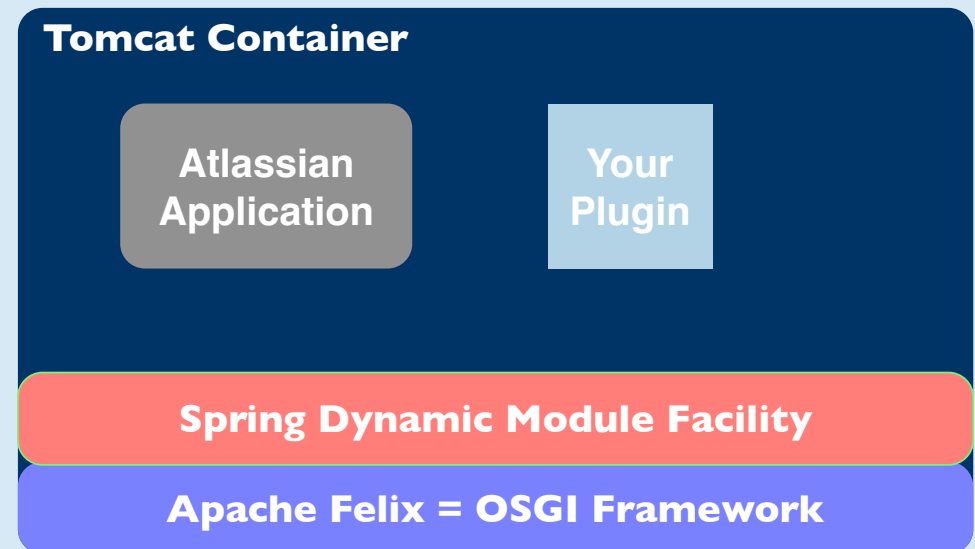 Tomcat Container
Atlassian
Application
Your
Plugin
Spring Dynamic Module Facility
Apache Felix = OSGI Framework